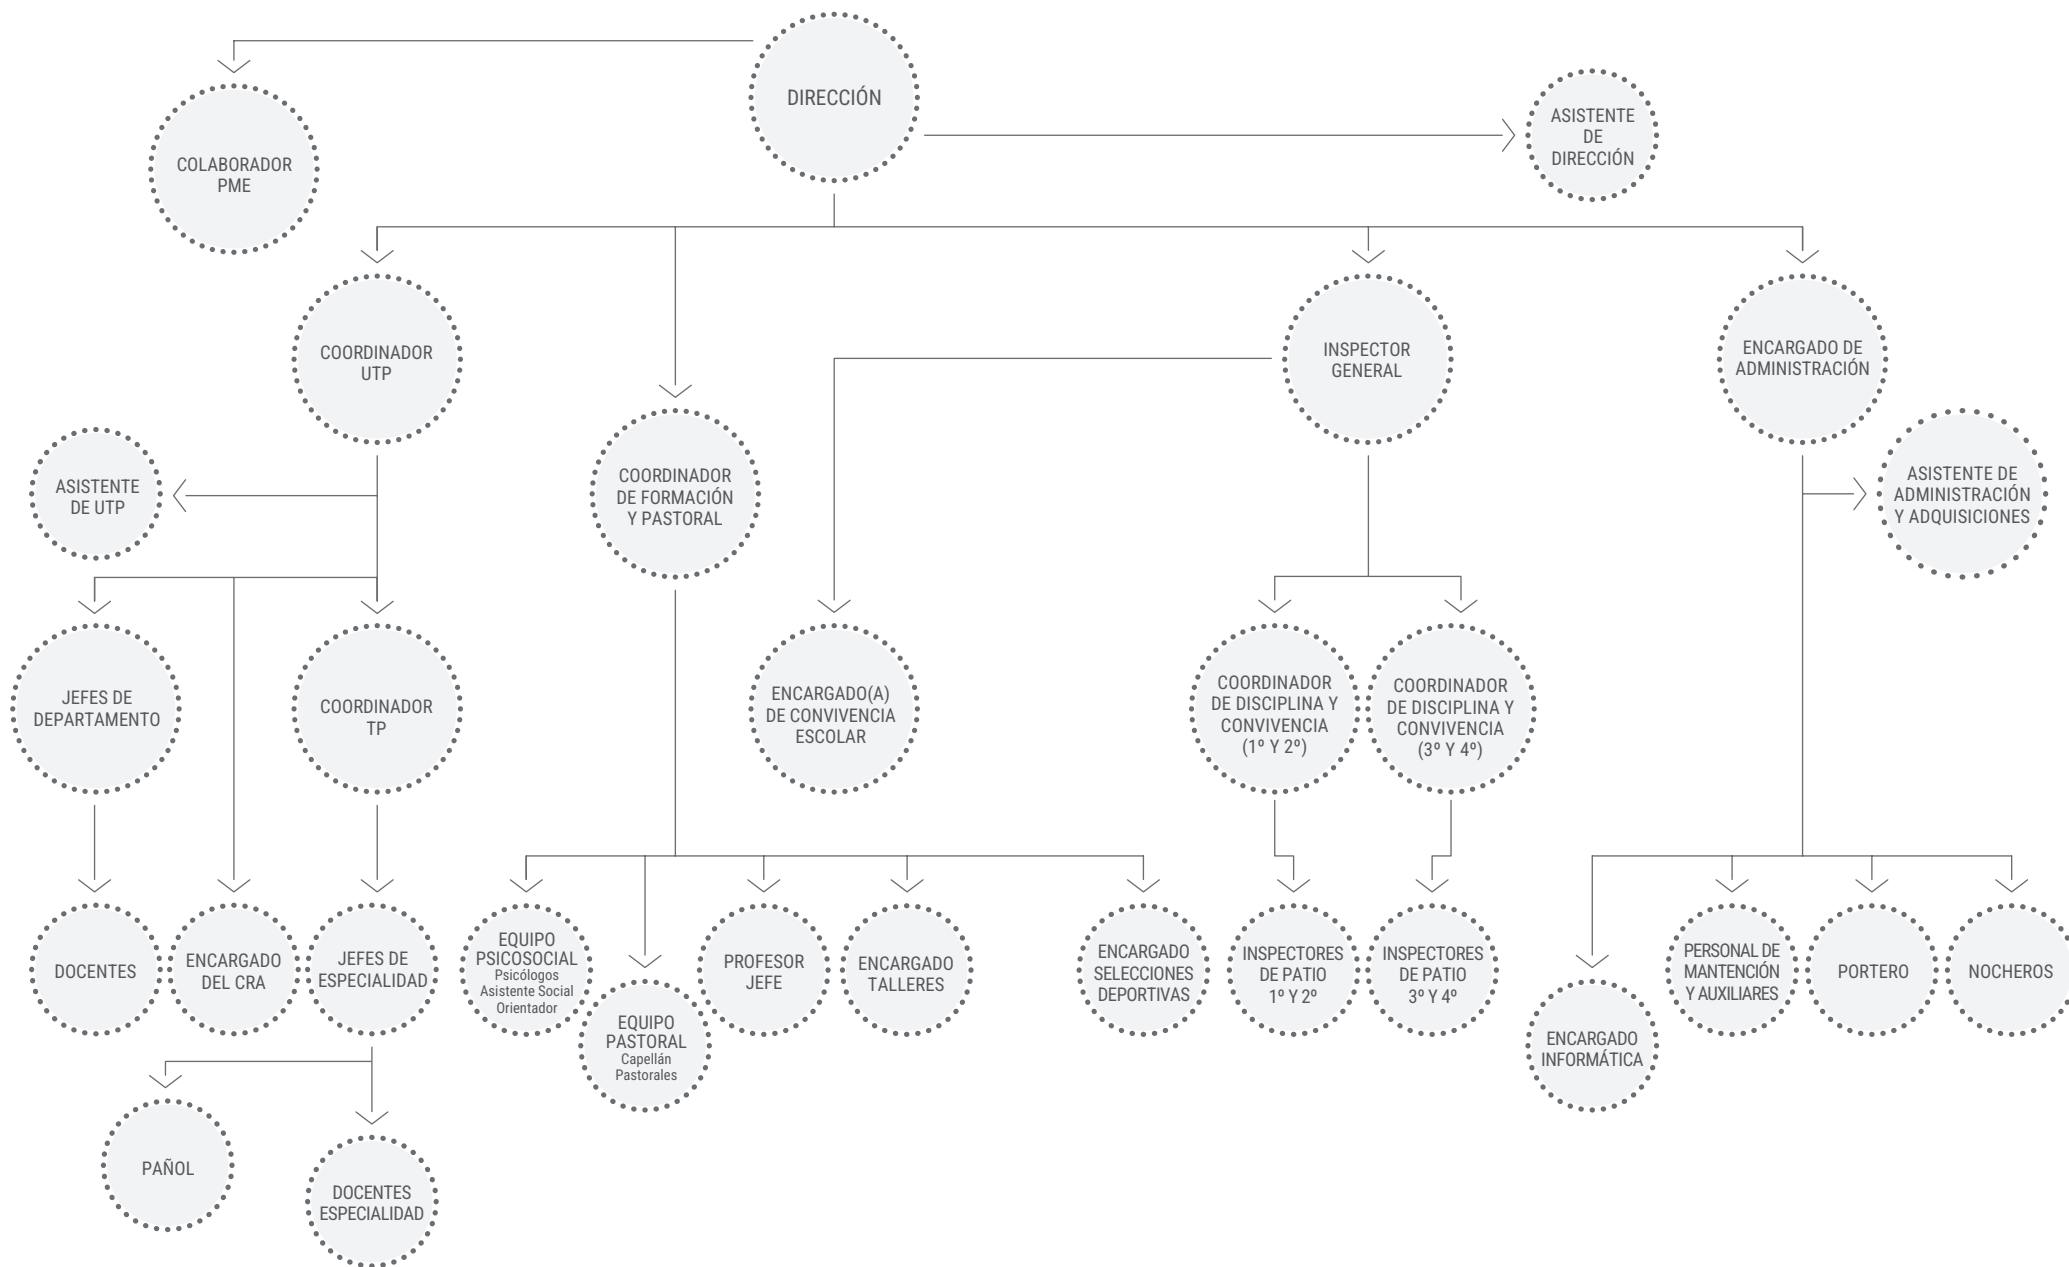 DIRECCIÓN
ASISTENTE
DE
DIRECCIÓN
COLABORADOR
PME
COORDINADOR
UTP
INSPECTOR
GENERAL
ENCARGADO DE
ADMINISTRACIÓN
ASISTENTE
DE UTP
COORDINADOR
DE FORMACIÓN
Y PASTORAL
ASISTENTE DE
ADMINISTRACIÓN
Y ADQUISICIONES
JEFES DE
DEPARTAMENTO
COORDINADOR
TP
ENCARGADO(A)
DE CONVIVENCIA
ESCOLAR
COORDINADOR
DE DISCIPLINA Y
CONVIVENCIA
(1º Y 2º)
COORDINADOR
DE DISCIPLINA Y
CONVIVENCIA
(3º Y 4º)
DOCENTES
ENCARGADO
DEL CRA
JEFES DE
ESPECIALIDAD
EQUIPO
PSICOSOCIAL
Psicólogos
Asistente Social
Orientador
EQUIPO
PASTORAL
Capellán
Pastorales
PROFESOR
JEFE
ENCARGADO
TALLERES
ENCARGADO
SELECCIONES
DEPORTIVAS
INSPECTORES
DE PATIO
1º Y 2º
INSPECTORES
DE PATIO
3º Y 4º
ENCARGADO
INFORMÁTICA
PERSONAL DE
MANTENCIÓN
Y AUXILIARES
PORTERO
NOCHEROS
PAÑOL
DOCENTES
ESPECIALIDAD